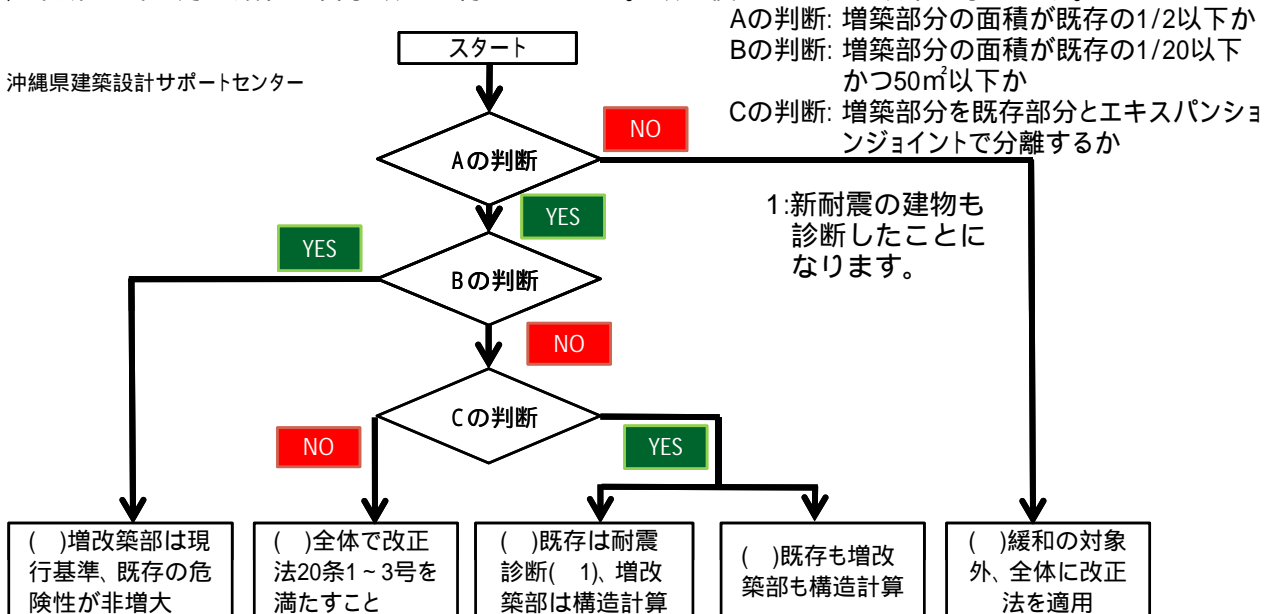 Aの判断: 増築部分の面積が既存の1/2以下か
スタート
Bの判断: 増築部分の面積が既存の1/20以下
かつ50㎡以下か
沖縄県建築設計サポートセンター
Cの判断: 増築部分を既存部分とエキスパンショ
ンジョイントで分離するか
NO
Aの判断
1:新耐震の建物も
診断したことに
なります。
YES
YES
Bの判断
NO
Cの判断
NO
YES
( )増改築部は現
行基準、既存の危
険性が非増大
( )全体で改正
法20条1~3号を
満たすこと
( )既存は耐震
診断( 1)、増改
築部は構造計算
( )既存も増改
築部も構造計算
( )緩和の対象
外、全体に改正
法を適用